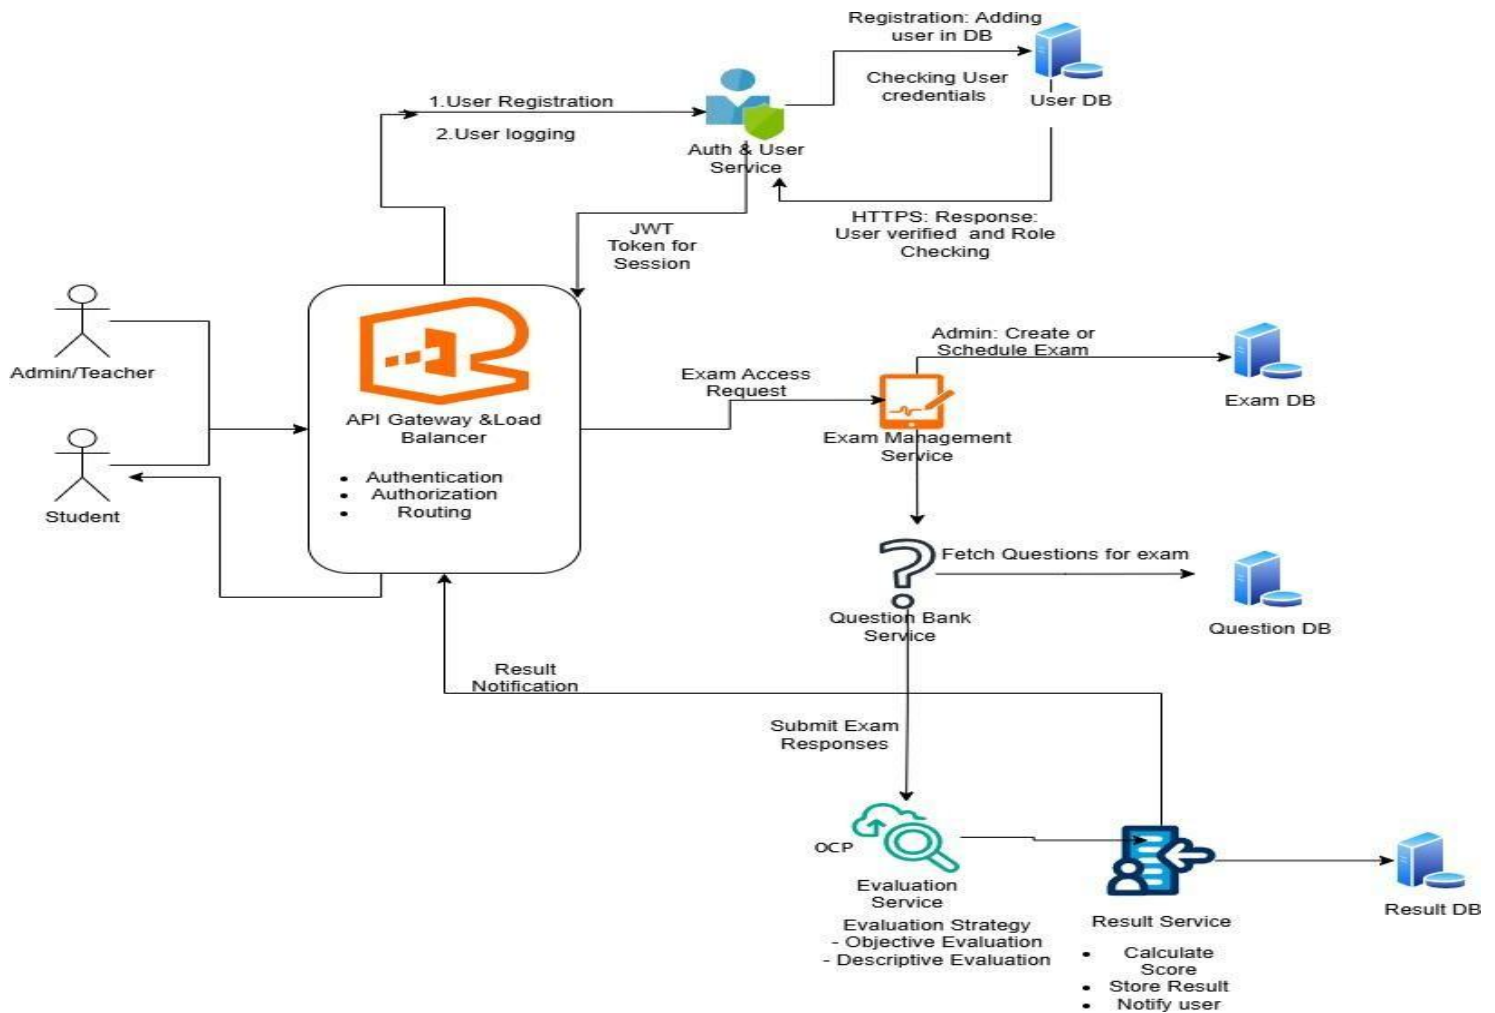 Registration: Adding
user in DB
Checking User
credentials
User DB
1.User Registration
2.User logging
Auth & User
Service
HTTPS: Response:
User verified and Role
Checking
JWT
Token for
Session
Admin/Teacher
Student
API Gateway &Load
Balancer
• Authentication
• Authorization
• Routing
Exam Access
Request
Admin: Create or
Schedule Exam
Exam DB
Exam Management
Service
Fetch Questions for exam
Question DB
Question Bank
Service
Result
Notification
Submit Exam
Responses
OCP
Evaluation
Service
Evaluation Strategy
- Objective Evaluation
- Descriptive Evaluation
Result Service
• Calculate
Score
• Store Result
• Notify user
Result DB